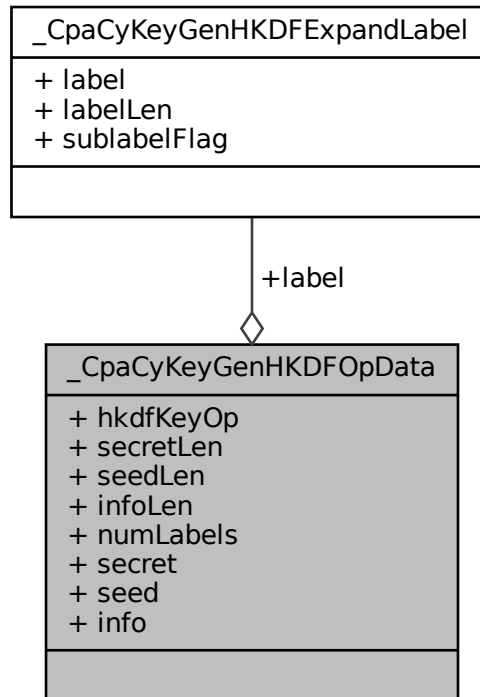 _CpaCyKeyGenHKDFExpandLabel
+ label
+ labelLen
+ sublabelFlag
+label
_CpaCyKeyGenHKDFOpData
+ hkdfKeyOp
+ secretLen
+ seedLen
+ infoLen
+ numLabels
+ secret
+ seed
+ info